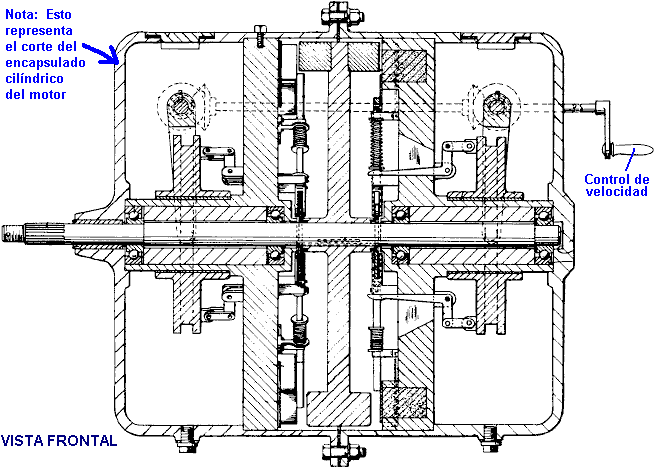 Nota: Esto
representa
el corte del
encapsulado
cilíndrico
del motor
Control de
velocidad
VISTA FRONTAL